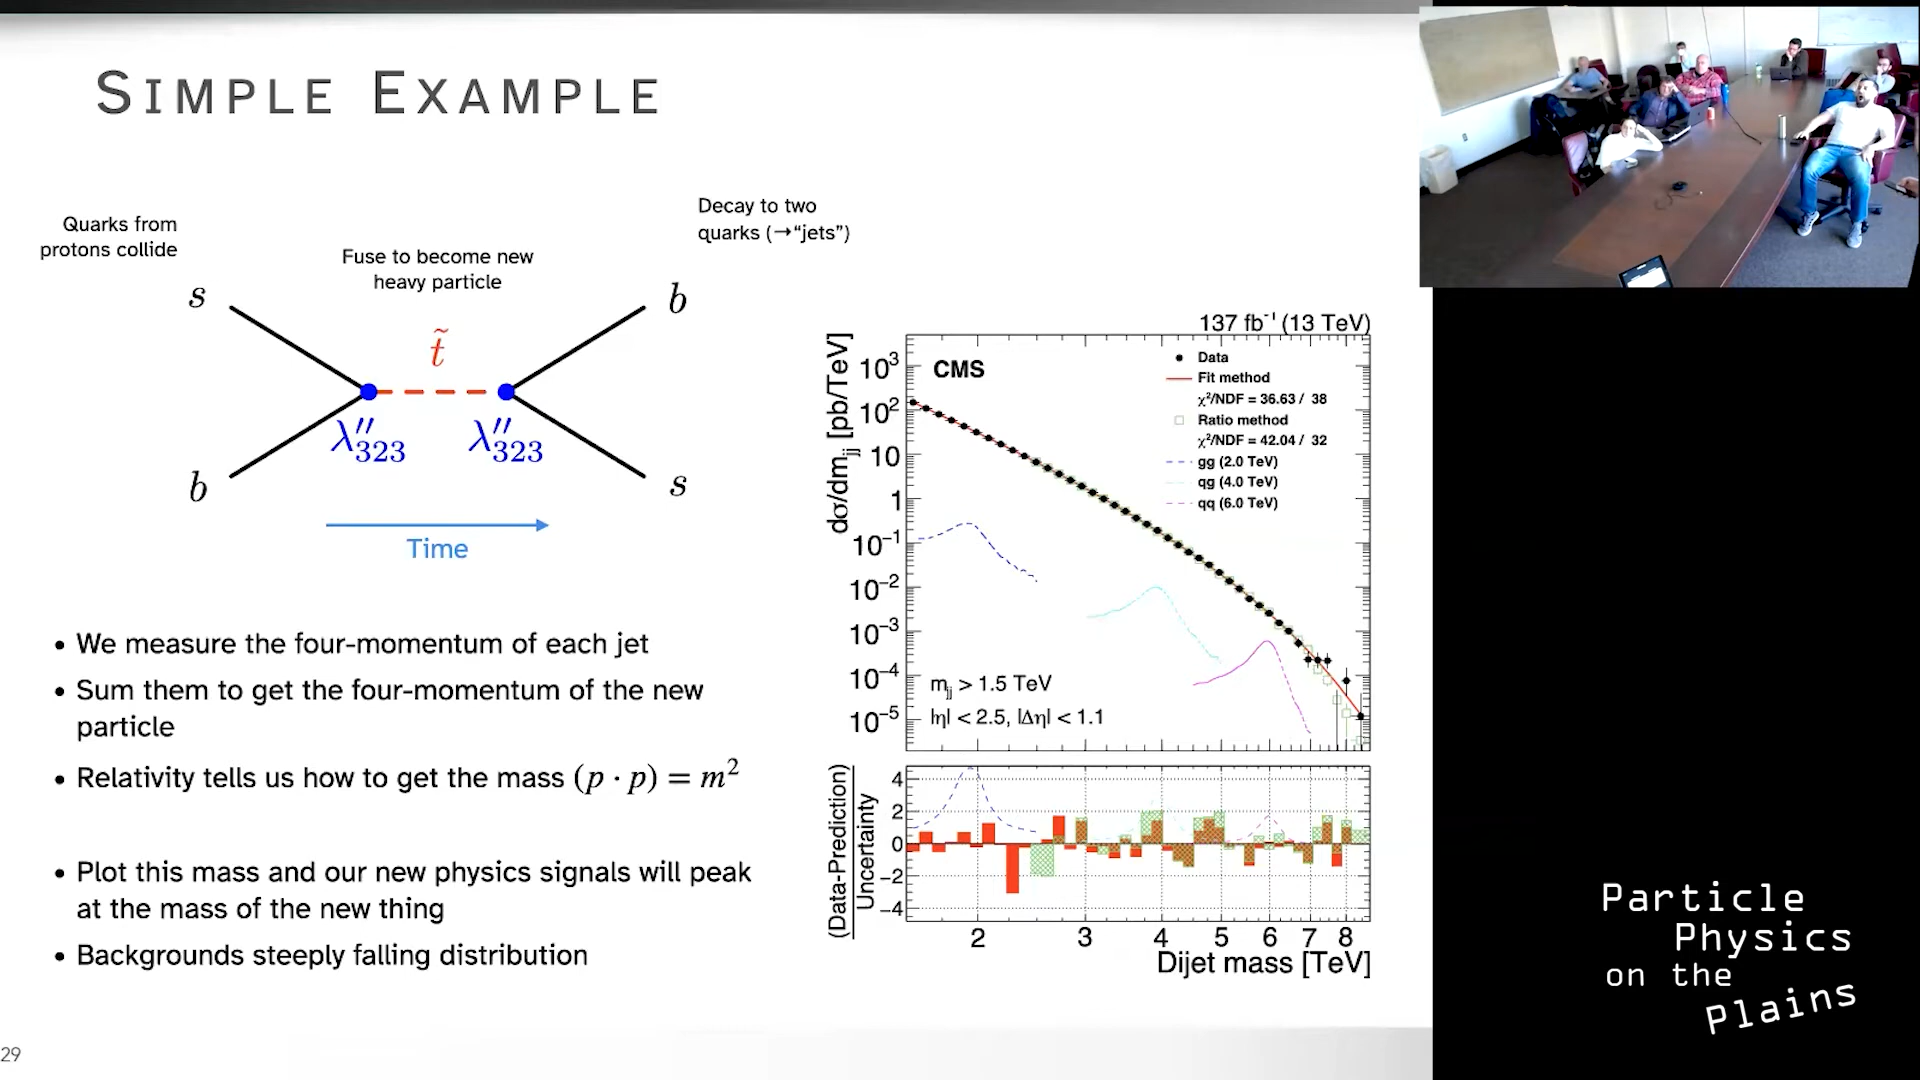 SIMPLE EXAMPLE
Quarks from
protons collide
Fuse to become new
heavy particle
Decay to two
quarks (→“jets”)
s
b
t̃
λ″₃₂₃
λ″₃₂₃
b
s
Time
• We measure the four-momentum of each jet
• Sum them to get the four-momentum of the new
particle
• Relativity tells us how to get the mass (p · p) = m²
• Plot this mass and our new physics signals will peak
at the mass of the new thing
• Backgrounds steeply falling distribution
29
137 fb⁻¹ (13 TeV)
CMS
Data
Fit method
χ²/NDF = 36.63 / 38
Ratio method
χ²/NDF = 42.04 / 32
gg (2.0 TeV)
qg (4.0 TeV)
qq (6.0 TeV)
dσ/dmjj [pb/TeV]
10³
10²
10
1
10⁻¹
10⁻²
10⁻³
10⁻⁴
10⁻⁵
mjj > 1.5 TeV
|η| < 2.5, |Δη| < 1.1
(Data-Prediction)
Uncertainty
4
2
0
−2
−4
2 3 4 5 6 7 8
Dijet mass [TeV]
Particle
Physics
on the
Plains